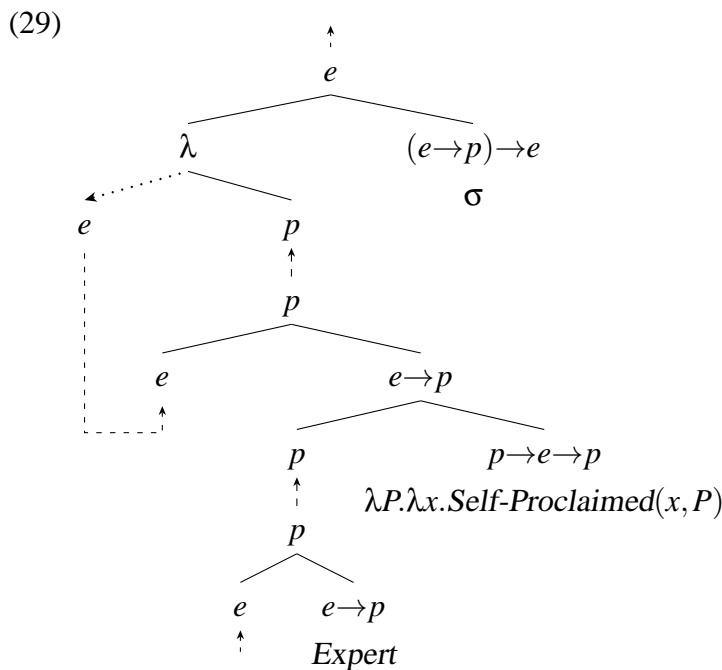 (29)
e
λ (e→p)→e
σ
e p
p
e e→p
p p→e→p
λP.λx.Self-Proclaimed(x,P)
p
e e→p
Expert